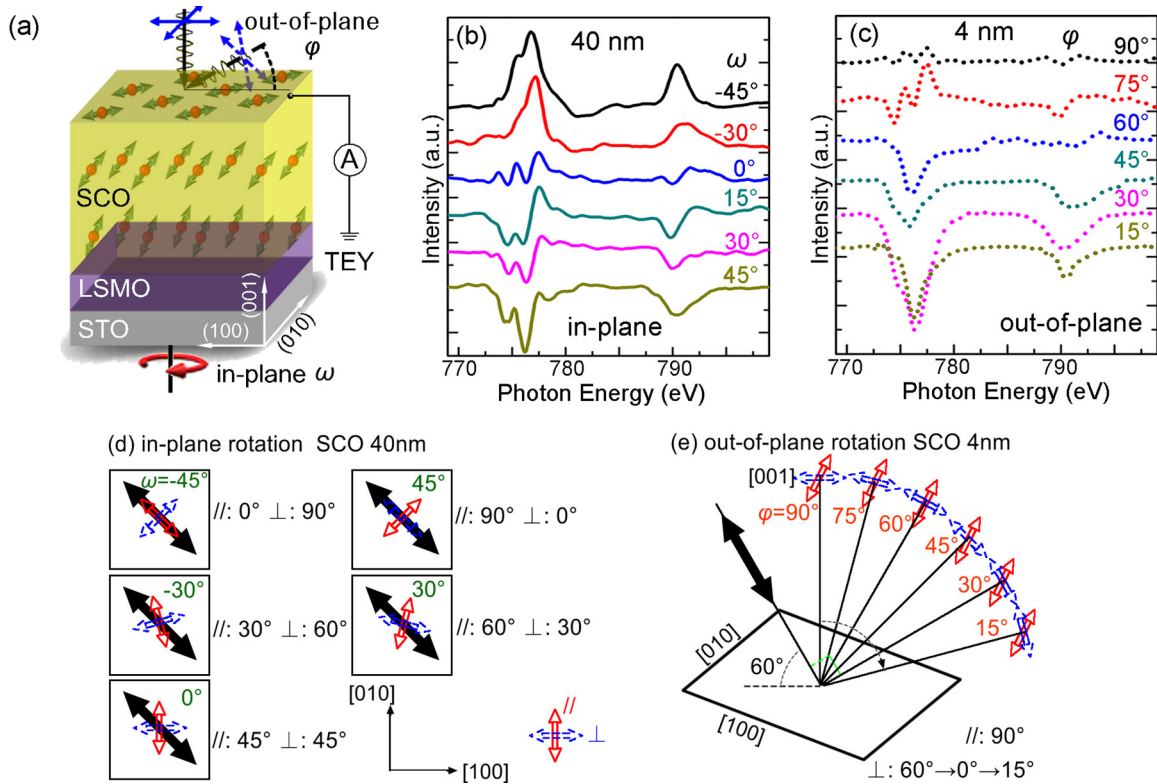 (a)
out-of-plane
φ
A
SCO
TEY
LSMO
STO
(001)
(100)
(010)
in-plane ω
(b)
40 nm
ω
-45°
-30°
0°
15°
30°
45°
in-plane
Intensity (a.u.)
770 780 790
Photon Energy (eV)
(c)
4 nm
φ
90°
75°
60°
45°
30°
15°
out-of-plane
Intensity (a.u.)
770 780 790
Photon Energy (eV)
(d) in-plane rotation SCO 40nm
ω=-45°
//: 0° ⊥: 90°
45°
//: 90° ⊥: 0°
-30°
//: 30° ⊥: 60°
30°
//: 60° ⊥: 30°
0°
//: 45° ⊥: 45°
[010]
[100]
//
⊥
(e) out-of-plane rotation SCO 4nm
[001]
φ=90°
75°
60°
45°
30°
15°
[010]
60°
[100]
//: 90°
⊥: 60°→0°→15°